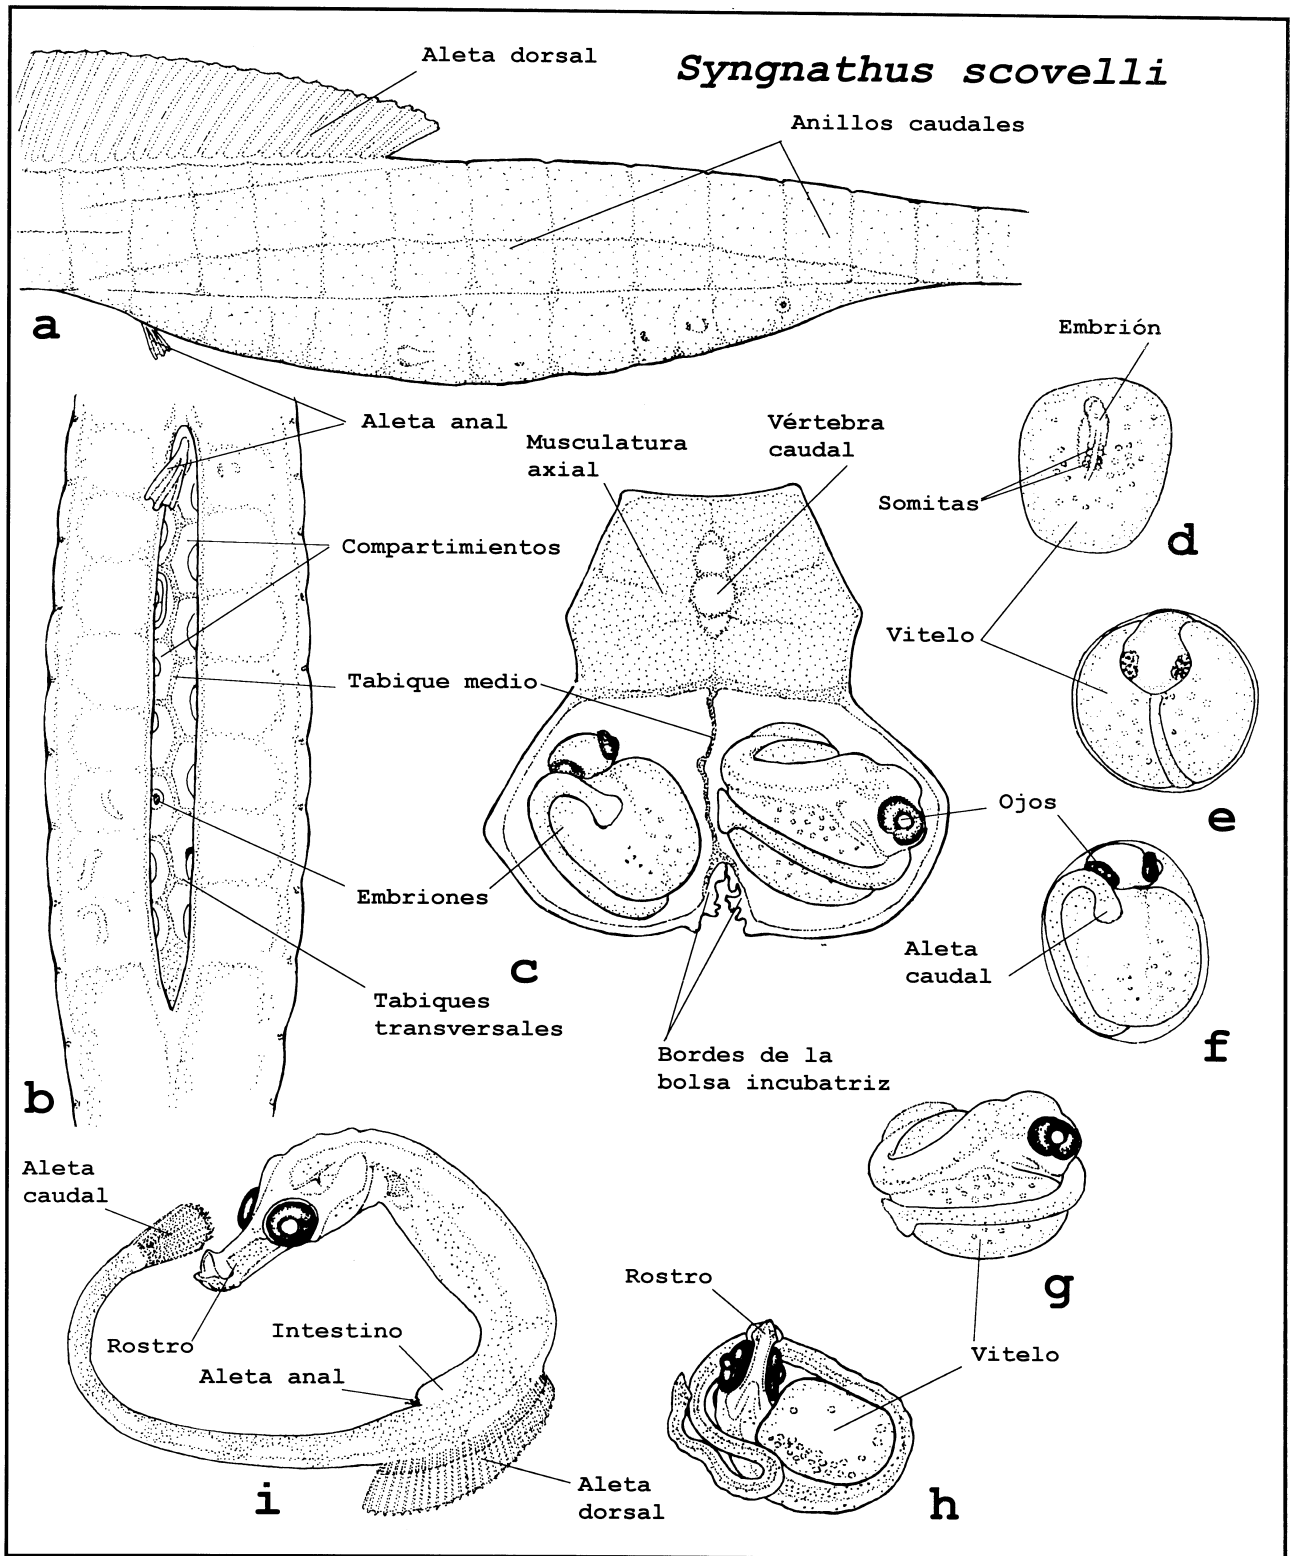 Aleta dorsal
Syngnathus scovelli
Anillos caudales
a
Embrión
Aleta anal
Musculatura
axial
Vértebra
caudal
Somitas
d
Compartimientos
Vitelo
Tabique medio
Ojos
e
Embriones
Aleta
caudal
c
Tabiques
transversales
f
Bordes de la
bolsa incubatriz
b
Aleta
caudal
g
Rostro
Rostro
Intestino
Vitelo
Aleta anal
Aleta
dorsal
i
h